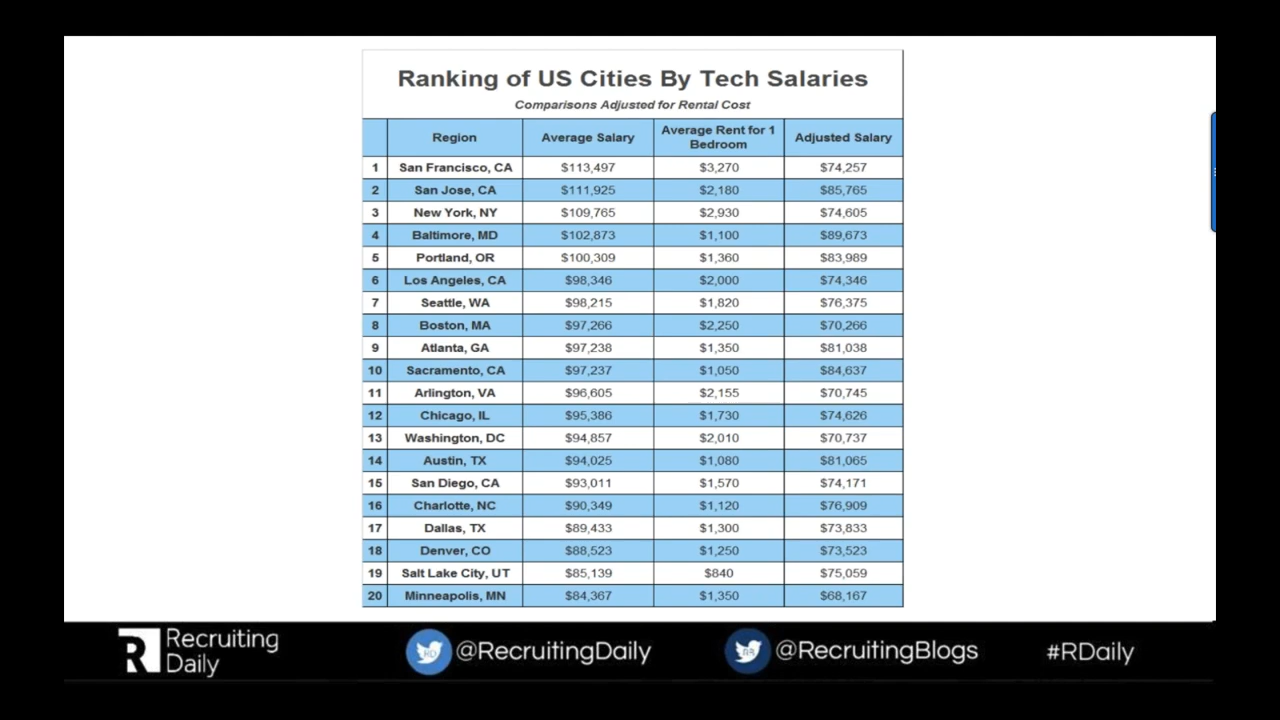 Ranking of US Cities By Tech Salaries
Comparisons Adjusted for Rental Cost
Region Average Salary Average Rent for 1 Bedroom Adjusted Salary
1 San Francisco, CA $113,497 $3,270 $74,257
2 San Jose, CA $111,925 $2,180 $85,765
3 New York, NY $109,765 $2,930 $74,605
4 Baltimore, MD $102,873 $1,100 $89,673
5 Portland, OR $100,309 $1,360 $83,989
6 Los Angeles, CA $98,346 $2,000 $74,346
7 Seattle, WA $98,215 $1,820 $76,375
8 Boston, MA $97,266 $2,250 $70,266
9 Atlanta, GA $97,238 $1,350 $81,038
10 Sacramento, CA $97,237 $1,050 $84,637
11 Arlington, VA $96,605 $2,155 $70,745
12 Chicago, IL $95,386 $1,730 $74,626
13 Washington, DC $94,857 $2,010 $70,737
14 Austin, TX $94,025 $1,080 $81,065
15 San Diego, CA $93,011 $1,570 $74,171
16 Charlotte, NC $90,349 $1,120 $76,909
17 Dallas, TX $89,433 $1,300 $73,833
18 Denver, CO $88,523 $1,250 $73,523
19 Salt Lake City, UT $85,139 $840 $75,059
20 Minneapolis, MN $84,367 $1,350 $68,167
Recruiting
Daily
@RecruitingDaily
@RecruitingBlogs
#RDaily